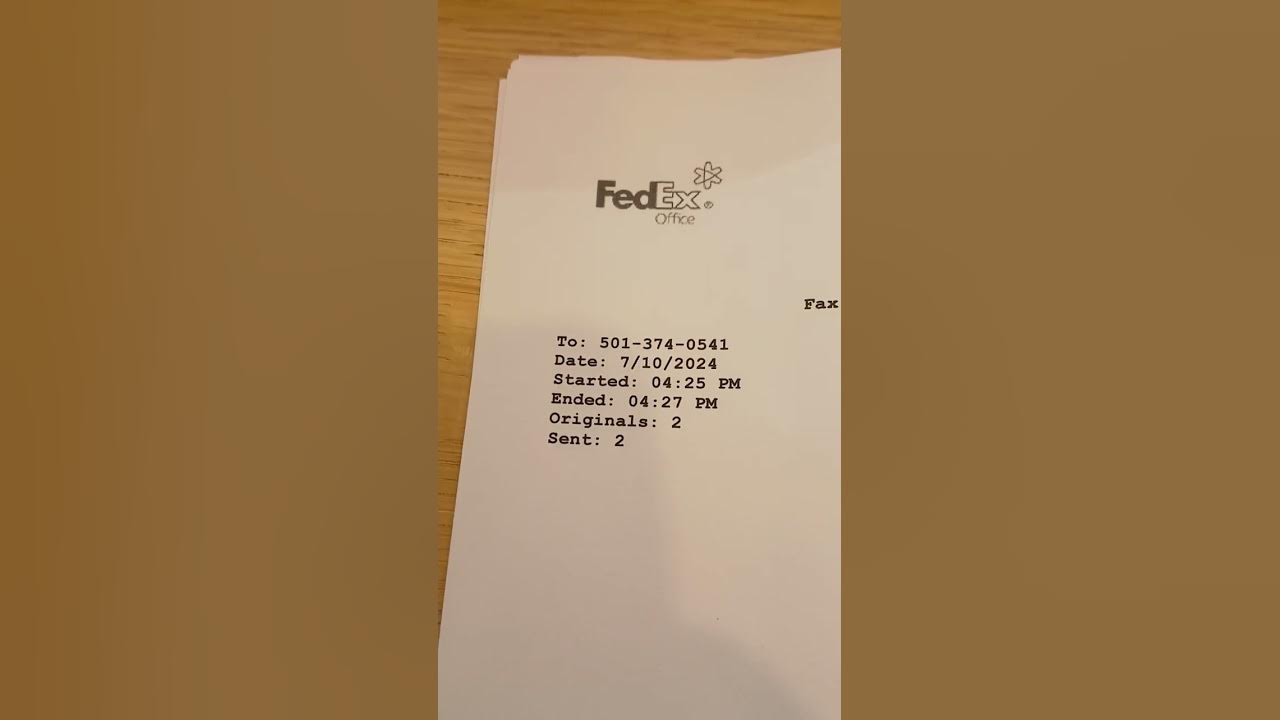 FedEx®
Office
Fax
To: 501-374-0541
Date: 7/10/2024
Started: 04:25 PM
Ended: 04:27 PM
Originals: 2
Sent: 2